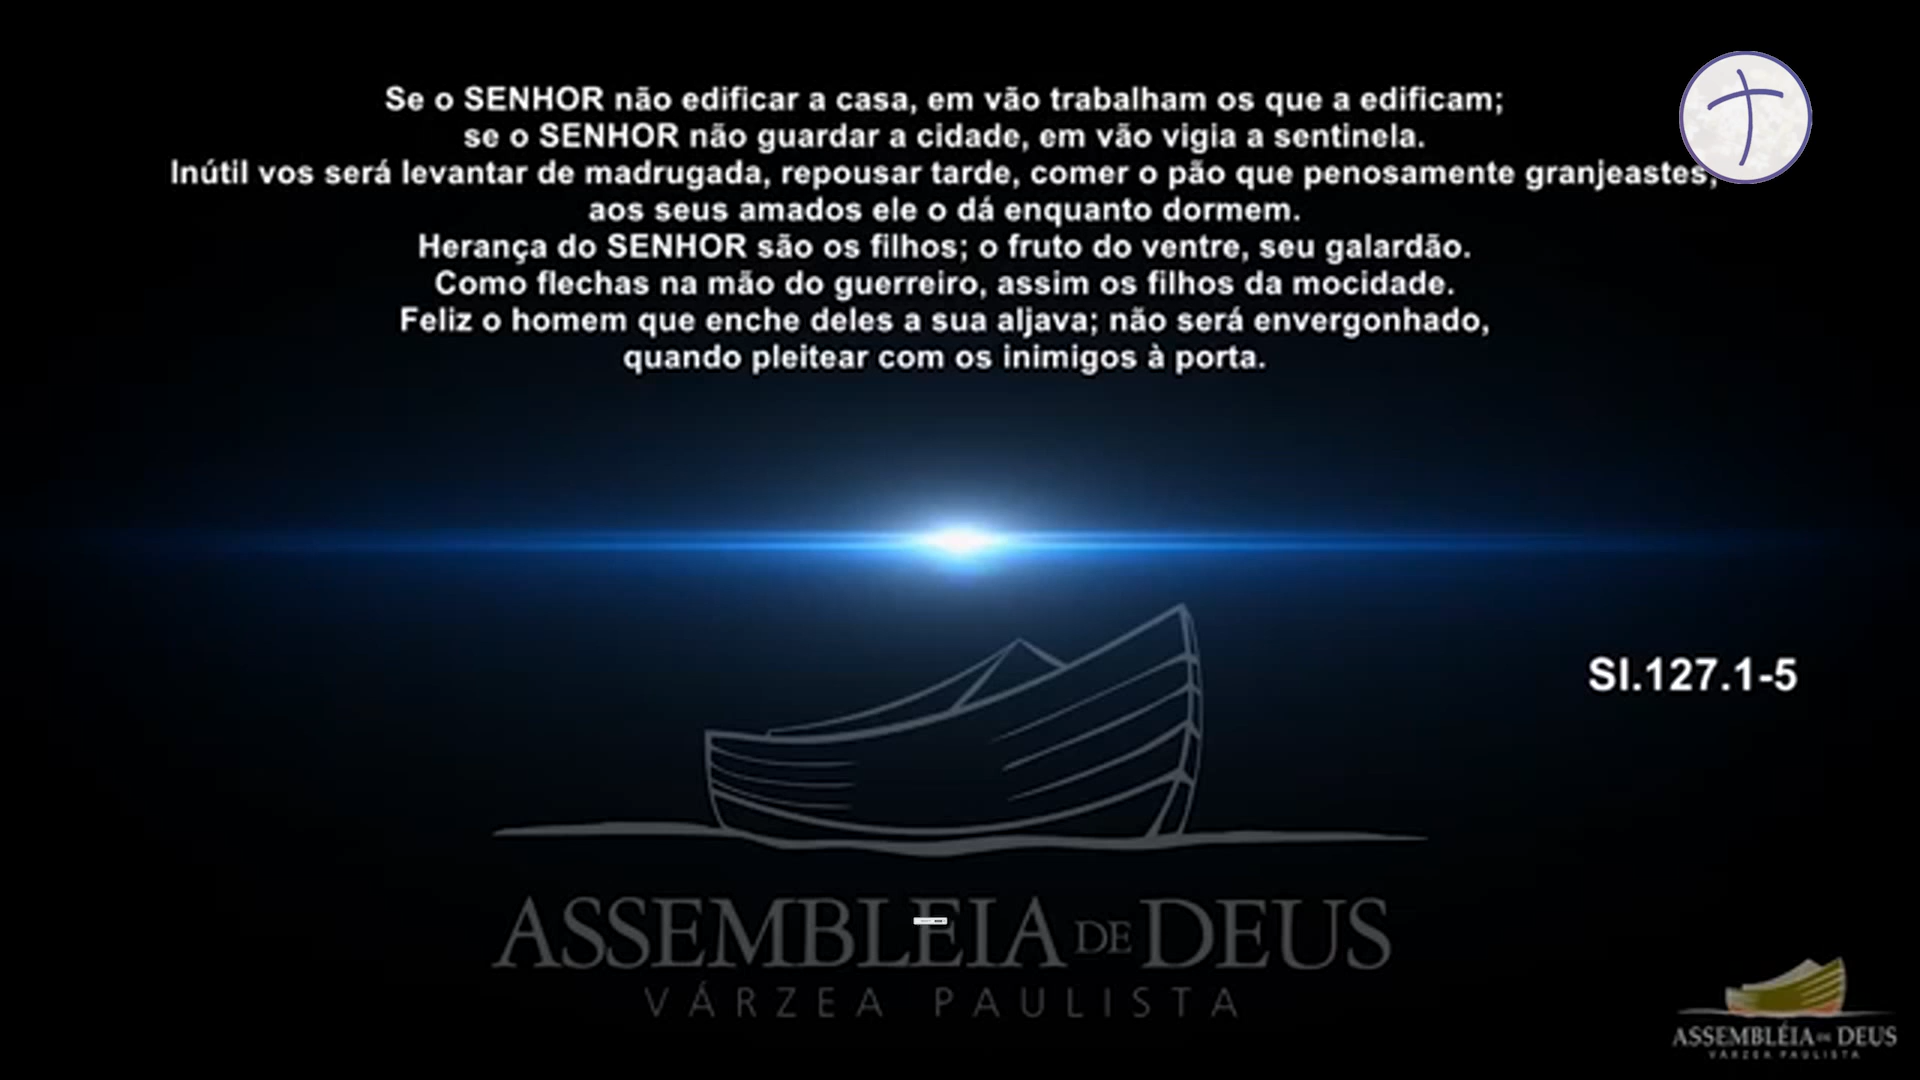 Se o SENHOR não edificar a casa, em vão trabalham os que a edificam;
se o SENHOR não guardar a cidade, em vão vigia a sentinela.
Inútil vos será levantar de madrugada, repousar tarde, comer o pão que penosamente granjeastes;
aos seus amados ele o dá enquanto dormem.
Herança do SENHOR são os filhos; o fruto do ventre, seu galardão.
Como flechas na mão do guerreiro, assim os filhos da mocidade.
Feliz o homem que enche deles a sua aljava; não será envergonhado,
quando pleitear com os inimigos à porta.
Sl.127.1-5
ASSEMBLEIA DE DEUS
VÁRZEA PAULISTA
ASSEMBLÉIA DE DEUS
VÁRZEA PAULISTA